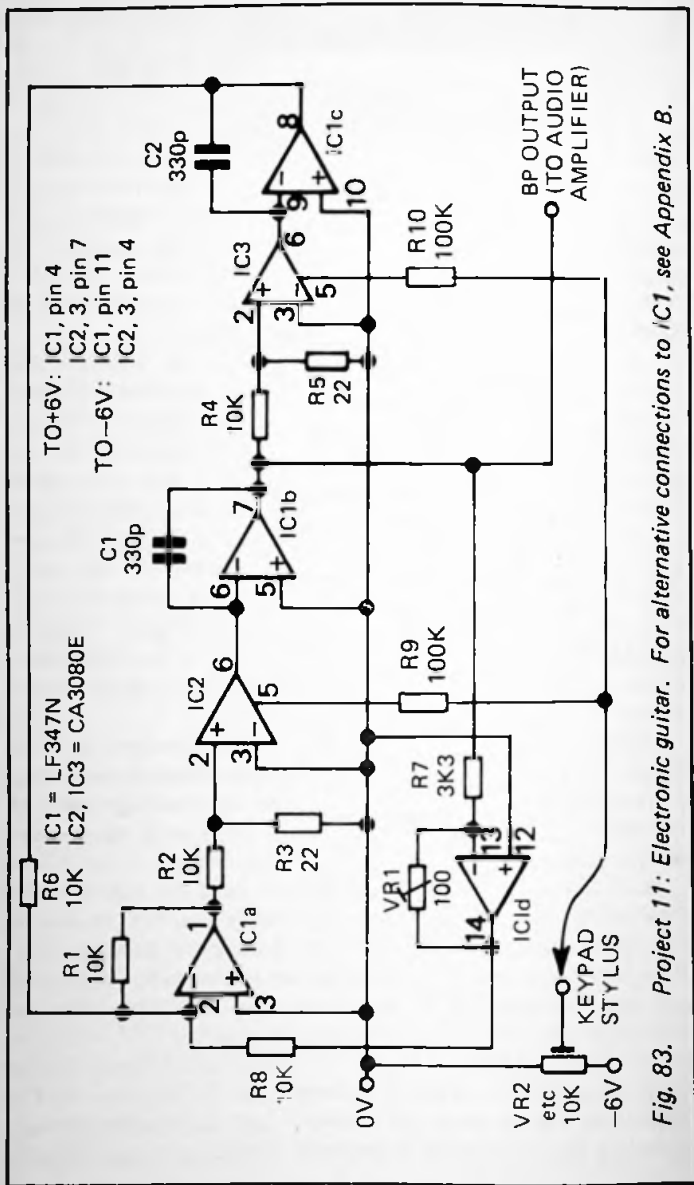 R6
10K
IC1 = LF347N
IC2, IC3 = CA3080E
TO+6V: IC1, pin 4
IC2, 3, pin 7
TO−6V: IC1, pin 11
IC2, 3, pin 4
R1
10K
2
3
−
+
1
IC1a
R2
10K
R3
22
2
3
+
−
6
5
IC2
C1
330p
6
5
−
+
7
IC1b
R4
10K
R5
22
2
3
+
−
6
5
IC3
C2
330p
9
10
−
+
8
IC1c
R8
10K
0V
VR1
100
14
−
+
13
12
IC1d
R7
3K3
R9
100K
R10
100K
BP OUTPUT
(TO AUDIO
AMPLIFIER)
VR2
etc
10K
−6V
KEYPAD
STYLUS
Fig. 83. Project 11: Electronic guitar. For alternative connections to IC1, see Appendix B.